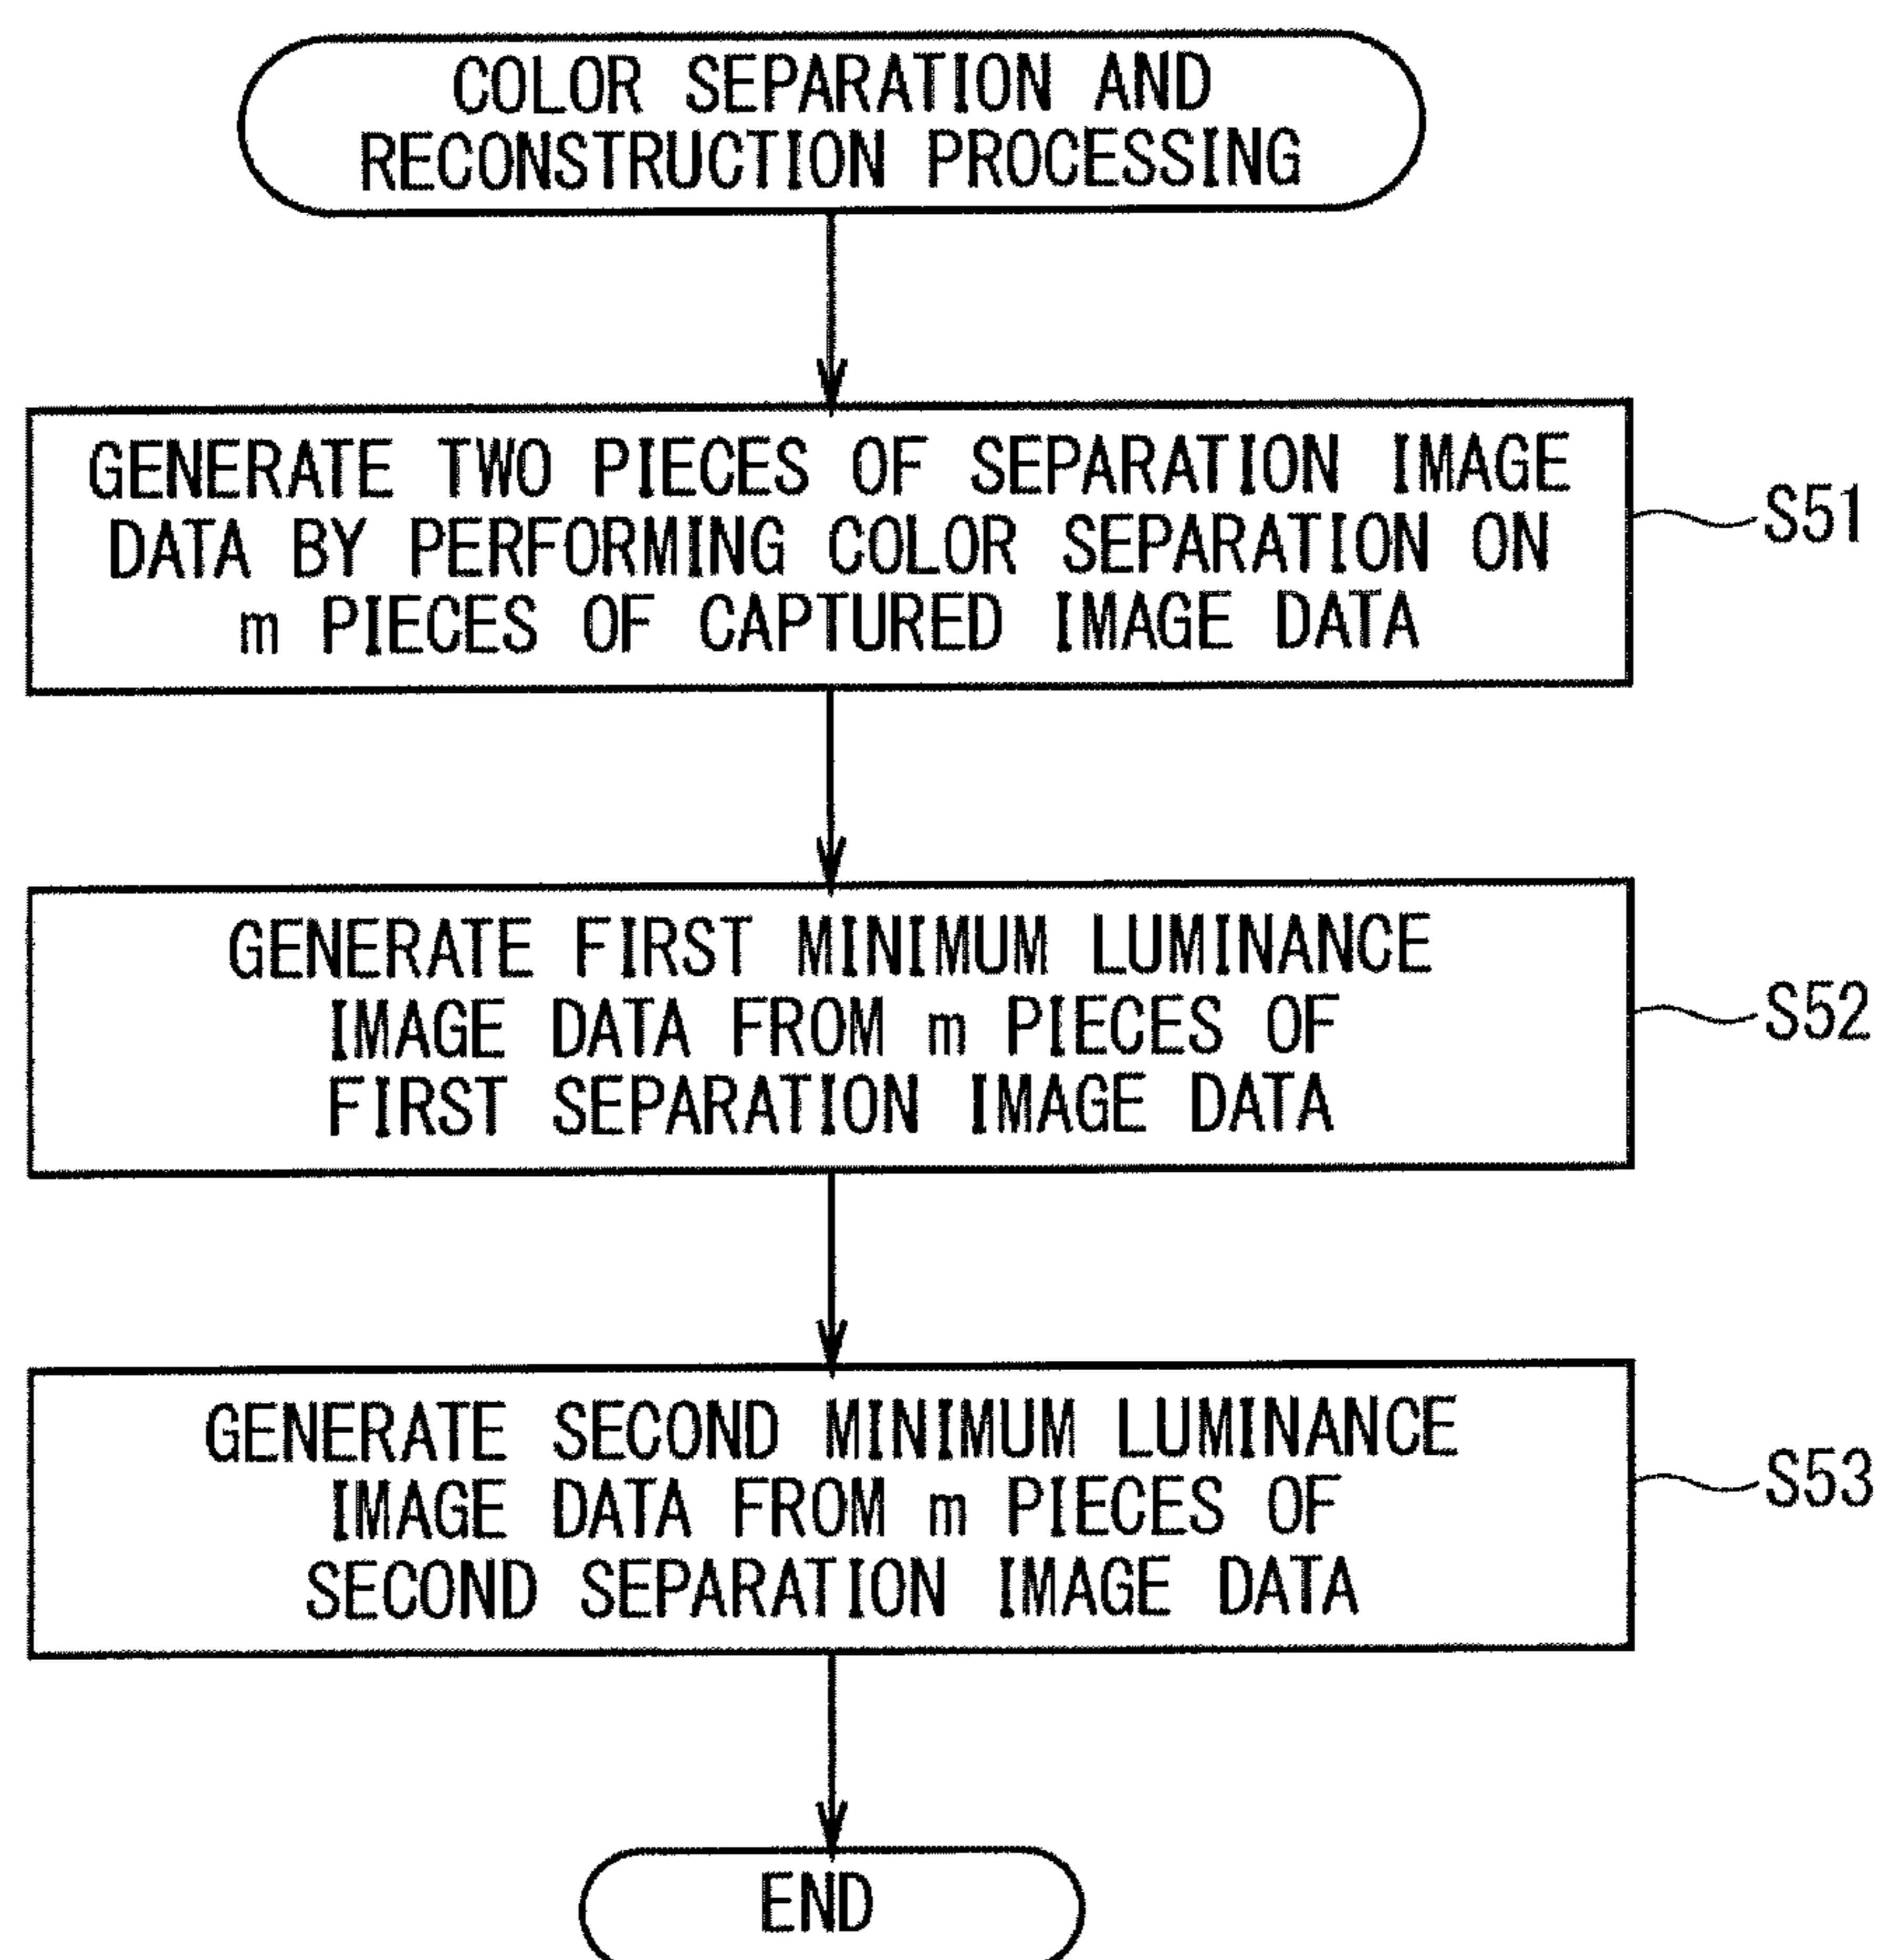 COLOR SEPARATION AND
RECONSTRUCTION PROCESSING
GENERATE TWO PIECES OF SEPARATION IMAGE
DATA BY PERFORMING COLOR SEPARATION ON
m PIECES OF CAPTURED IMAGE DATA
S51
GENERATE FIRST MINIMUM LUMINANCE
IMAGE DATA FROM m PIECES OF
FIRST SEPARATION IMAGE DATA
S52
GENERATE SECOND MINIMUM LUMINANCE
IMAGE DATA FROM m PIECES OF
SECOND SEPARATION IMAGE DATA
S53
END